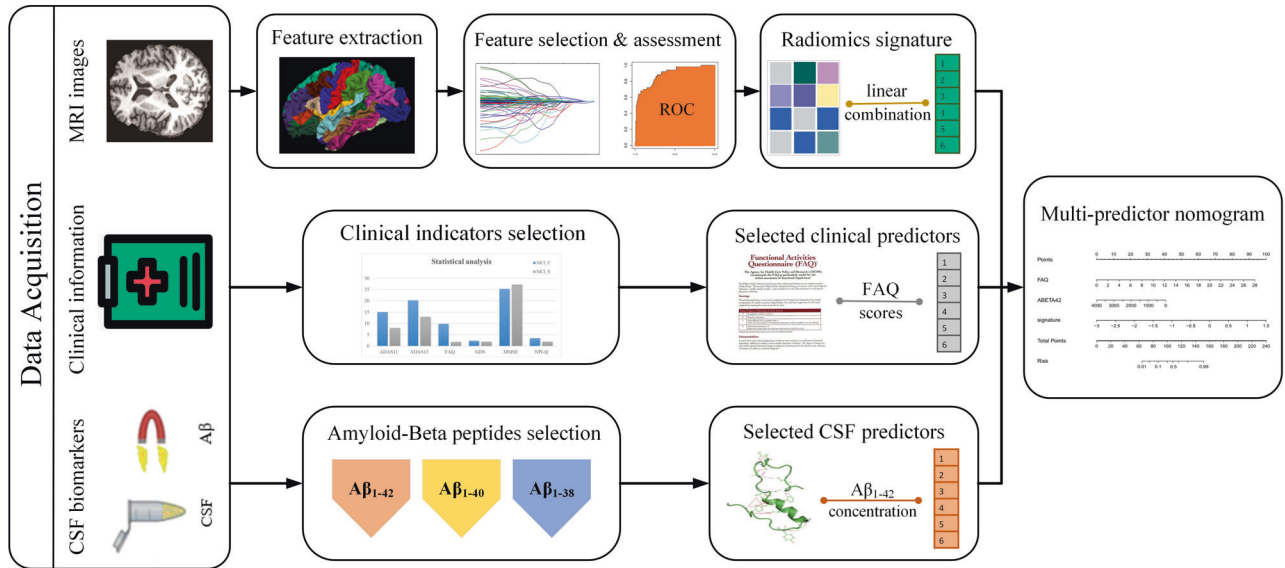 Data Acquisition
MRI images
Clinical information
CSF biomarkers
Aβ
CSF
Feature extraction
Feature selection & assessment
ROC
Radiomics signature
linear
combination
1
2
3
4
5
6
Clinical indicators selection
Statistical analysis
MCI_C
MCI_S
30
25
20
15
10
5
0
ADAS11
ADAS13
FAQ
GDS
MMSE
NPI-Q
Selected clinical predictors
Functional Activities
Questionnaire (FAQ)
FAQ
scores
1
2
3
4
5
6
Amyloid-Beta peptides selection
Aβ1-42
Aβ1-40
Aβ1-38
Selected CSF predictors
Aβ1-42
concentration
1
2
3
4
5
6
Multi-predictor nomogram
Points
0 10 20 30 40 50 60 70 80 90 100
FAQ
0 2 4 6 8 10 12 14 16 18 20 22 24 26 28
ABETA42
4000 3000 2000 1000 0
signature
−3 −2.5 −2 −1.5 −1 −0.5 0 0.5 1 1.5
Total Points
0 20 40 60 80 100 120 140 160 180 200 220 240
Risk
0.01 0.1 0.5 0.99